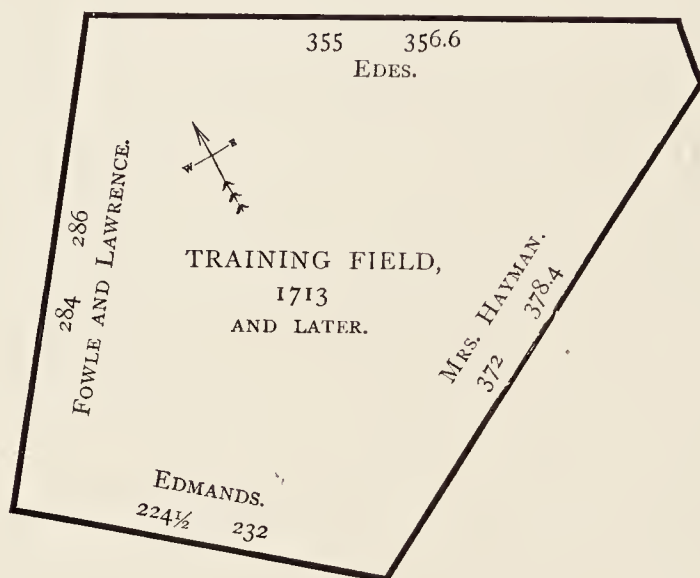 355 356.6
EDES.
W E
FOWLE AND LAWRENCE.
284 286
TRAINING FIELD,
1713
AND LATER.
MRS. HAYMAN.
372 378.4
EDMANDS.
224½ 232